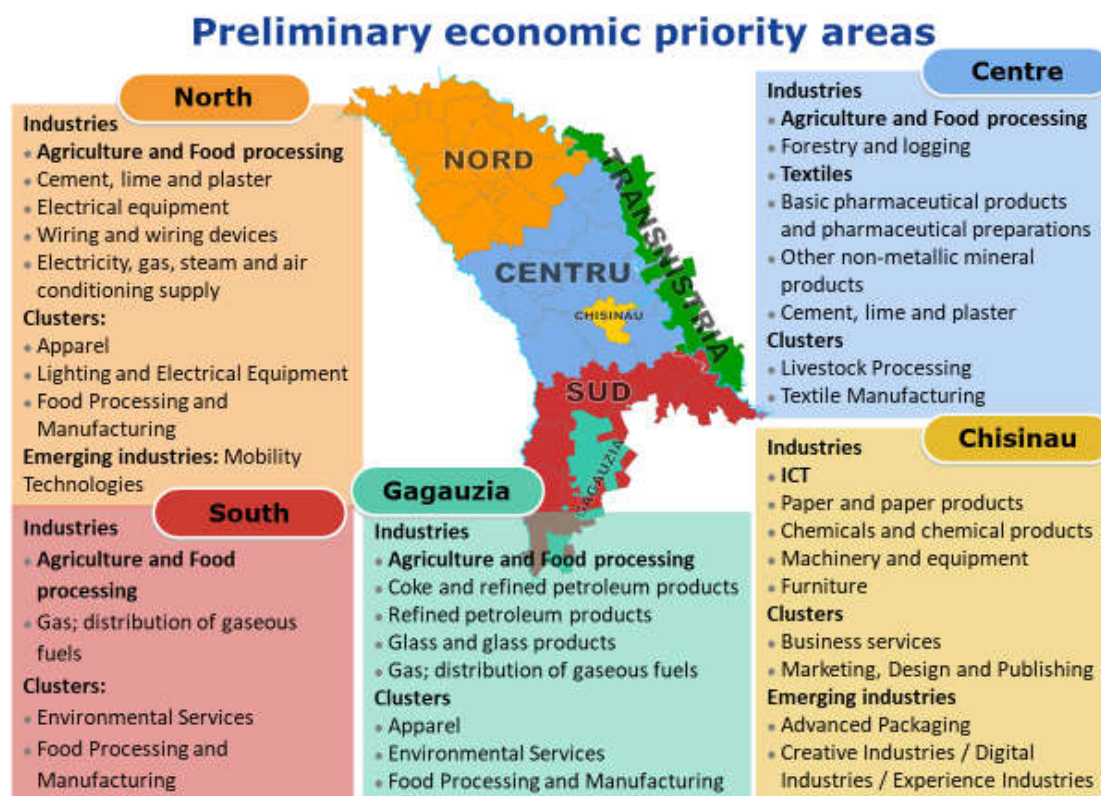 Preliminary economic priority areas
North
Industries
• Agriculture and Food processing
• Cement, lime and plaster
• Electrical equipment
• Wiring and wiring devices
• Electricity, gas, steam and air
conditioning supply
Clusters:
• Apparel
• Lighting and Electrical Equipment
• Food Processing and
Manufacturing
Emerging industries: Mobility
Technologies
NORD
TRANSNISTRIA
CENTRU
CHISINAU
SUD
GAGAUZIA
Centre
Industries
• Agriculture and Food processing
• Forestry and logging
• Textiles
• Basic pharmaceutical products
and pharmaceutical preparations
• Other non-metallic mineral
products
• Cement, lime and plaster
Clusters
• Livestock Processing
• Textile Manufacturing
South
Industries
• Agriculture and Food
processing
• Gas; distribution of gaseous
fuels
Clusters:
• Environmental Services
• Food Processing and
Manufacturing
Gagauzia
Industries
• Agriculture and Food processing
• Coke and refined petroleum products
• Refined petroleum products
• Glass and glass products
• Gas; distribution of gaseous fuels
Clusters
• Apparel
• Environmental Services
• Food Processing and Manufacturing
Chisinau
Industries
• ICT
• Paper and paper products
• Chemicals and chemical products
• Machinery and equipment
• Furniture
Clusters
• Business services
• Marketing, Design and Publishing
Emerging industries
• Advanced Packaging
• Creative Industries / Digital
Industries / Experience Industries